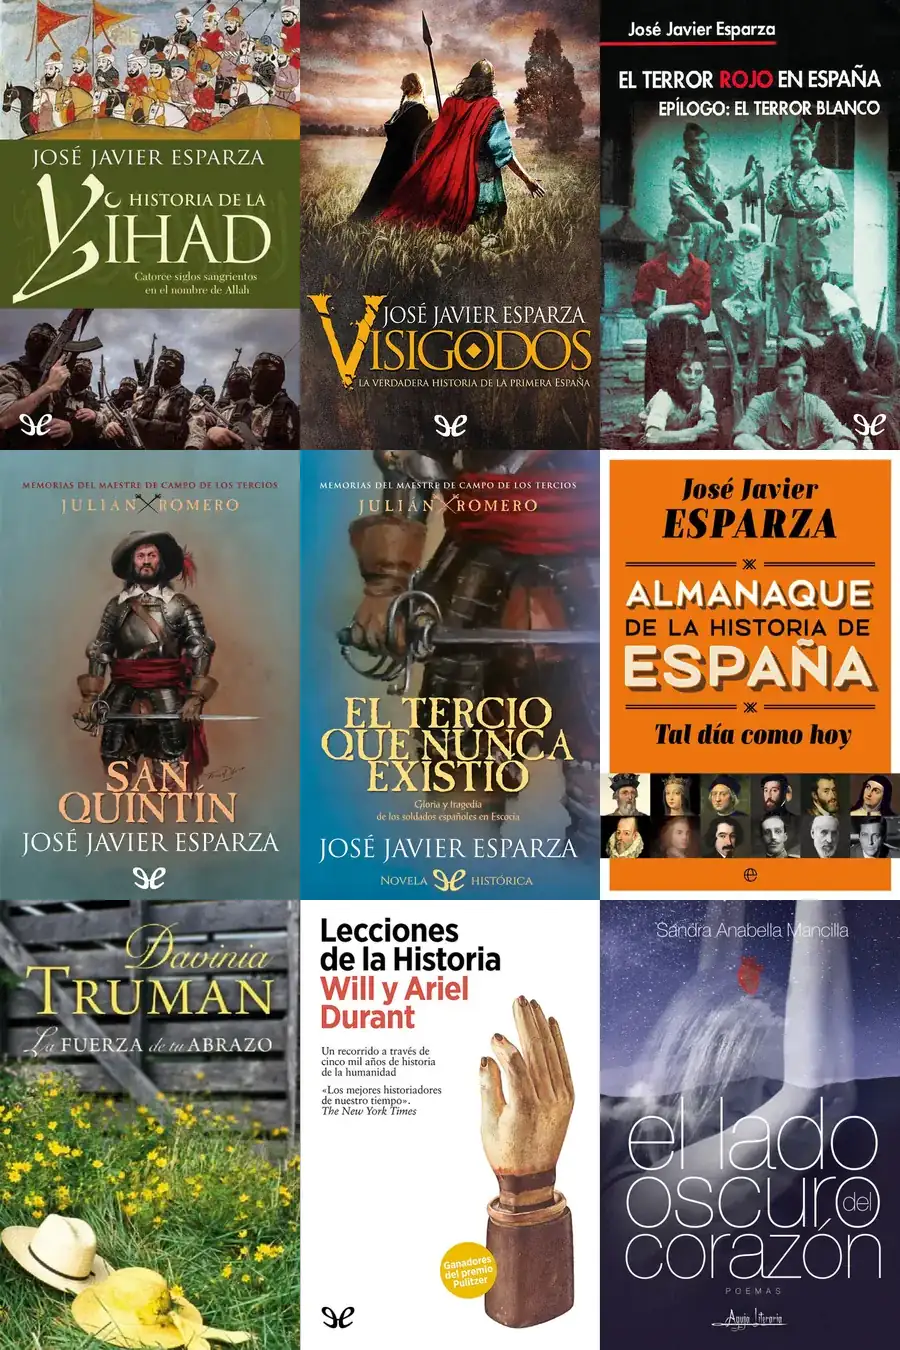 JOSÉ JAVIER ESPARZA
HISTORIA DE LA
YIHAD
Catorce siglos sangrientos
en el nombre de Allah
JOSÉ JAVIER ESPARZA
VISIGODOS
LA VERDADERA HISTORIA DE LA PRIMERA ESPAÑA
José Javier Esparza
EL TERROR ROJO EN ESPAÑA
EPÍLOGO: EL TERROR BLANCO
MEMORIAS DEL MAESTRE DE CAMPO DE LOS TERCIOS
JULIÁN ROMERO
SAN
QUINTÍN
JOSÉ JAVIER ESPARZA
MEMORIAS DEL MAESTRE DE CAMPO DE LOS TERCIOS
JULIÁN ROMERO
EL TERCIO
QUE NUNCA
EXISTIÓ
Gloria y tragedia
de los soldados españoles en Escocia
JOSÉ JAVIER ESPARZA
NOVELA HISTÓRICA
José Javier
ESPARZA
ALMANAQUE
DE LA HISTORIA DE
ESPAÑA
Tal día como hoy
e
Davinia
TRUMAN
La FUERZA de tu ABRAZO
Lecciones
de la Historia
Will y Ariel
Durant
Un recorrido a través de
cinco mil años de historia
de la humanidad
«Los mejores historiadores
de nuestro tiempo».
The New York Times
Ganadores
del premio
Pulitzer
Sandra Anabella Mancilla
el lado
oscuro del
corazón
POEMAS
Aguja Literaria